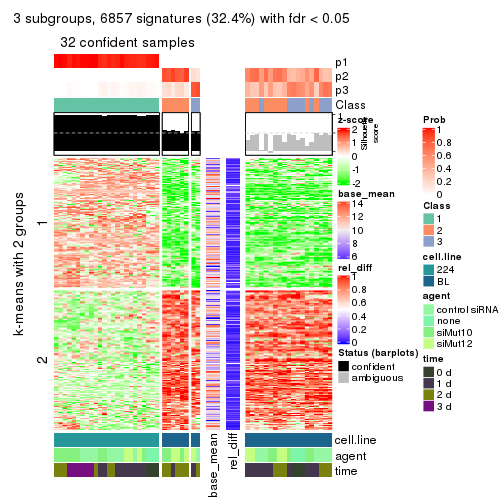 3 subgroups, 6857 signatures (32.4%) with fdr < 0.05
32 confident samples
p1
p2
p3
Class
1
k-means with 2 groups
1
2
base_mean
rel_diff
cell.line
agent
time
z-score
2
1
0
-1
-2
Silhouette
score
base_mean
14
12
10
8
6
rel_diff
1
0.8
0.6
0.4
0.2
0
Status (barplots)
confident
ambiguous
Prob
1
0.8
0.6
0.4
0.2
0
Class
1
2
3
cell.line
224
BL
agent
control siRNA
none
siMut10
siMut12
time
0 d
1 d
2 d
3 d